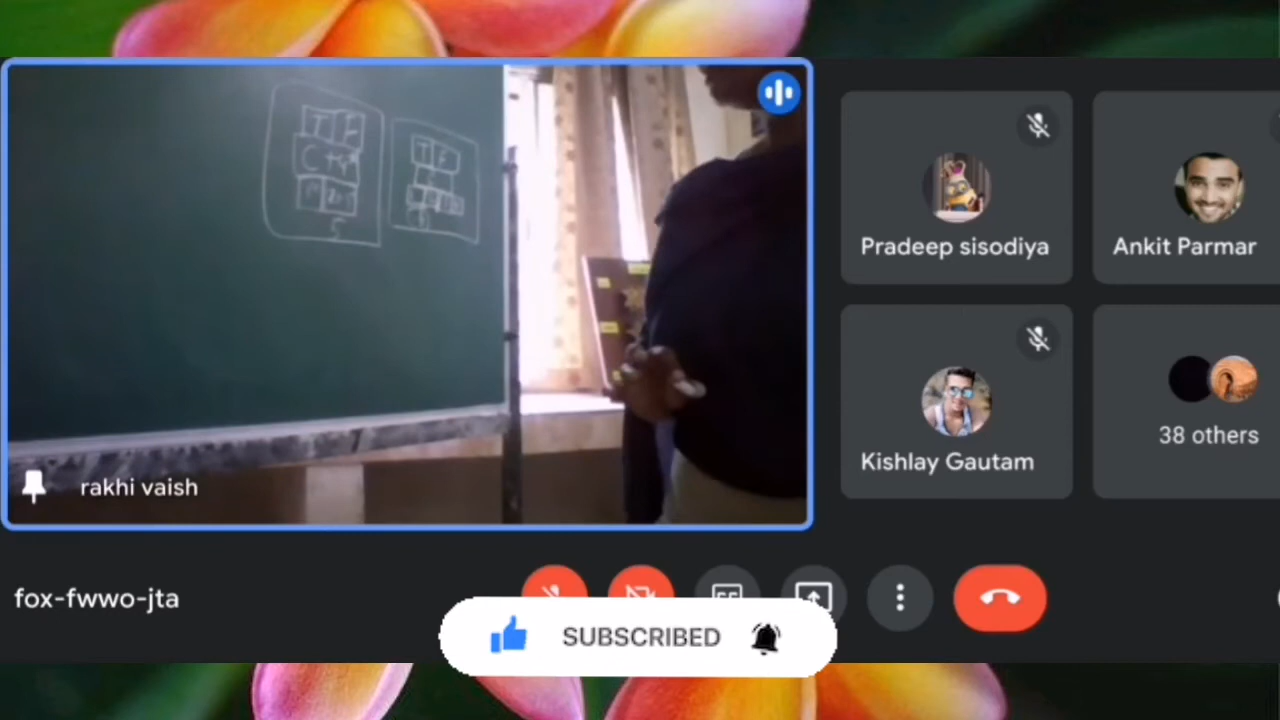 T F
C
T F
Pradeep sisodiya
Ankit Parmar
Kishlay Gautam
38 others
rakhi vaish
fox-fwwo-jta
SUBSCRIBED